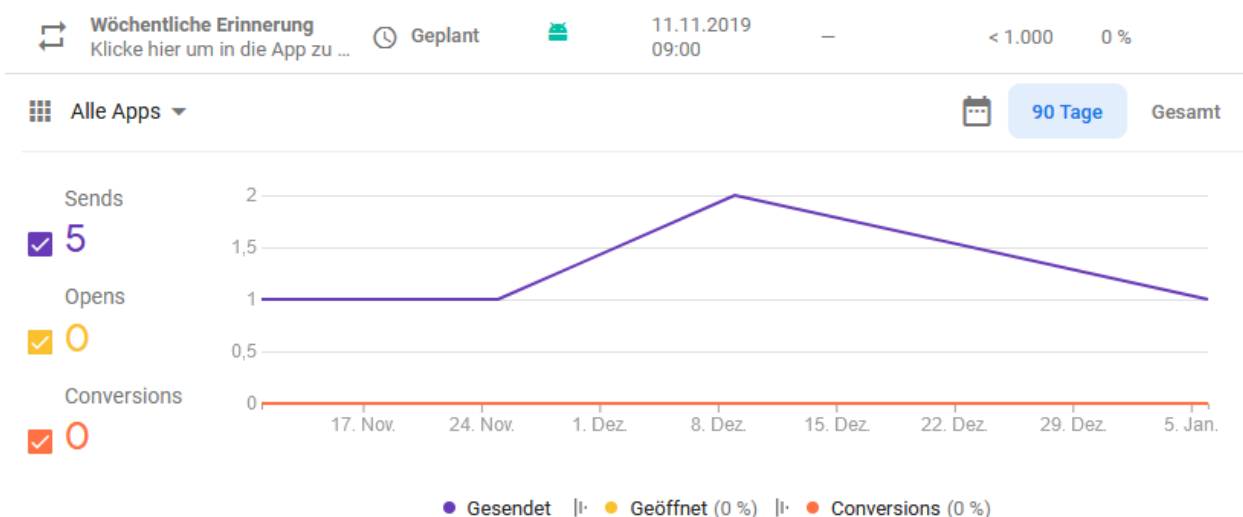 Wöchentliche Erinnerung
Klicke hier um in die App zu ...
Geplant
11.11.2019
09:00
–
< 1.000
0 %
Alle Apps
90 Tage
Gesamt
Sends
5
Opens
0
Conversions
0
2
1,5
1
0,5
0
17. Nov.
24. Nov.
1. Dez.
8. Dez.
15. Dez.
22. Dez.
29. Dez.
5. Jan.
Gesendet
Geöffnet (0 %)
Conversions (0 %)